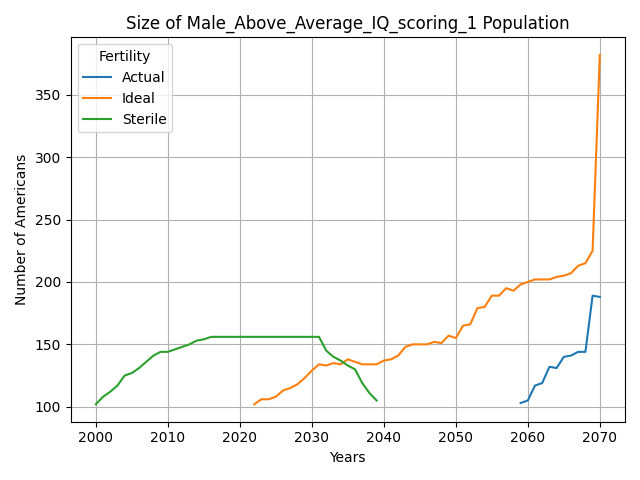 Size of Male_Above_Average_IQ_scoring_1 Population
Fertility
Actual
Ideal
Sterile
Number of Americans
350
300
250
200
150
100
2000 2010 2020 2030 2040 2050 2060 2070
Years